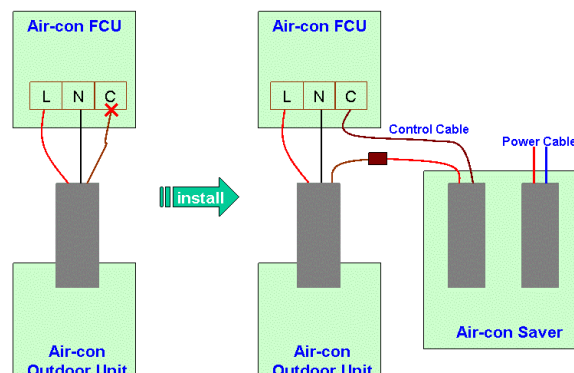 Air-con FCU
L N C
Air-con
Outdoor Unit
install
Air-con FCU
L N C
Control Cable
Power Cable
Air-con Saver
Air-con
Outdoor Unit